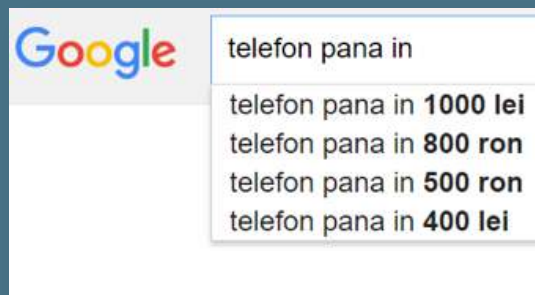 Google
telefon pana in
telefon pana in 1000 lei
telefon pana in 800 ron
telefon pana in 500 ron
telefon pana in 400 lei